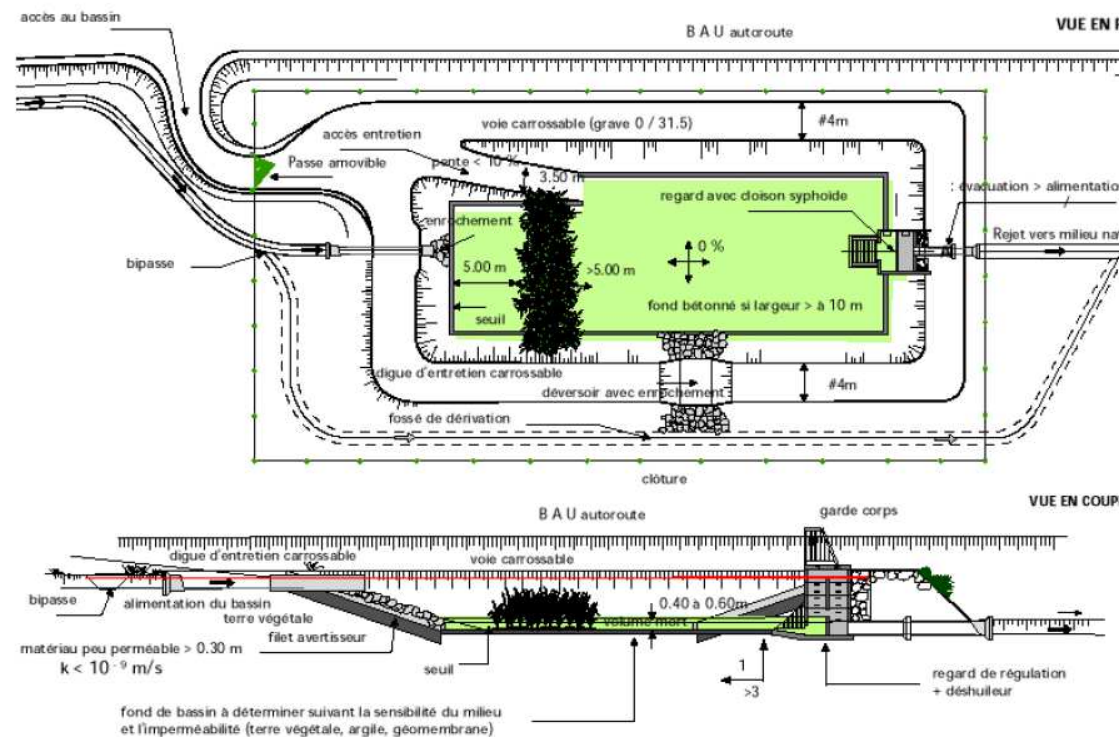 accès au bassin
B A U autoroute
VUE EN P
voie carrossable (grave 0 / 31.5)
#4m
accès entretien
pente < 10 %
Passe amovible
3.50 m
regard avec cloison syphoïde
: évacuation > alimentation
enrochement
0 %
Rejet vers milieu nat
bipasse
5.00 m
>5.00 m
seuil
fond bétonné si largeur > à 10 m
digue d'entretien carrossable
déversoir avec enrochement
#4m
fossé de dérivation
clôture
VUE EN COUPE
B A U autoroute
garde corps
digue d'entretien carrossable
voie carrossable
bipasse
alimentation du bassin
0.40 à 0.60m
terre végétale
volume mort
matériau peu perméable > 0.30 m
filet avertisseur
k < 10⁻⁹ m/s
seuil
1
>3
regard de régulation
+ déshuileur
fond de bassin à déterminer suivant la sensibilité du milieu
et l'imperméabilité (terre végétale, argile, géomembrane)